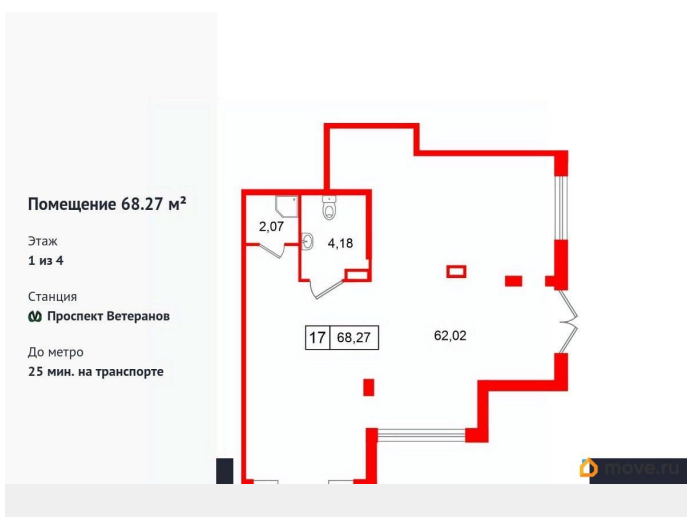 Помещение 68.27 м²
Этаж
1 из 4
Станция
Проспект Ветеранов
До метро
25 мин. на транспорте
2,07
4,18
17 68,27
62,02
move.ru